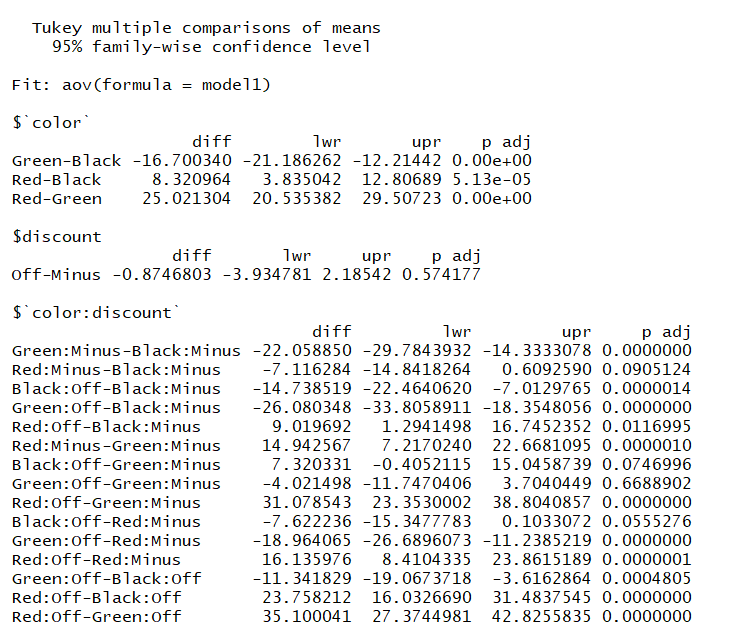 Tukey multiple comparisons of means
95% family-wise confidence level
Fit: aov(formula = model1)
$`color`
diff lwr upr p adj
Green-Black -16.700340 -21.186262 -12.21442 0.00e+00
Red-Black 8.320964 3.835042 12.80689 5.13e-05
Red-Green 25.021304 20.535382 29.50723 0.00e+00
$discount
diff lwr upr p adj
Off-Minus -0.8746803 -3.934781 2.18542 0.574177
$`color:discount`
diff lwr upr p adj
Green:Minus-Black:Minus -22.058850 -29.7843932 -14.3333078 0.0000000
Red:Minus-Black:Minus -7.116284 -14.8418264 0.6092590 0.0905124
Black:Off-Black:Minus -14.738519 -22.4640620 -7.0129765 0.0000014
Green:Off-Black:Minus -26.080348 -33.8058911 -18.3548056 0.0000000
Red:Off-Black:Minus 9.019692 1.2941498 16.7452352 0.0116995
Red:Minus-Green:Minus 14.942567 7.2170240 22.6681095 0.0000010
Black:Off-Green:Minus 7.320331 -0.4052115 15.0458739 0.0746996
Green:Off-Green:Minus -4.021498 -11.7470406 3.7040449 0.6688902
Red:Off-Green:Minus 31.078543 23.3530002 38.8040857 0.0000000
Black:Off-Red:Minus -7.622236 -15.3477783 0.1033072 0.0555276
Green:Off-Red:Minus -18.964065 -26.6896073 -11.2385219 0.0000000
Red:Off-Red:Minus 16.135976 8.4104335 23.8615189 0.0000001
Green:Off-Black:Off -11.341829 -19.0673718 -3.6162864 0.0004805
Red:Off-Black:Off 23.758212 16.0326690 31.4837545 0.0000000
Red:Off-Green:Off 35.100041 27.3744981 42.8255835 0.0000000